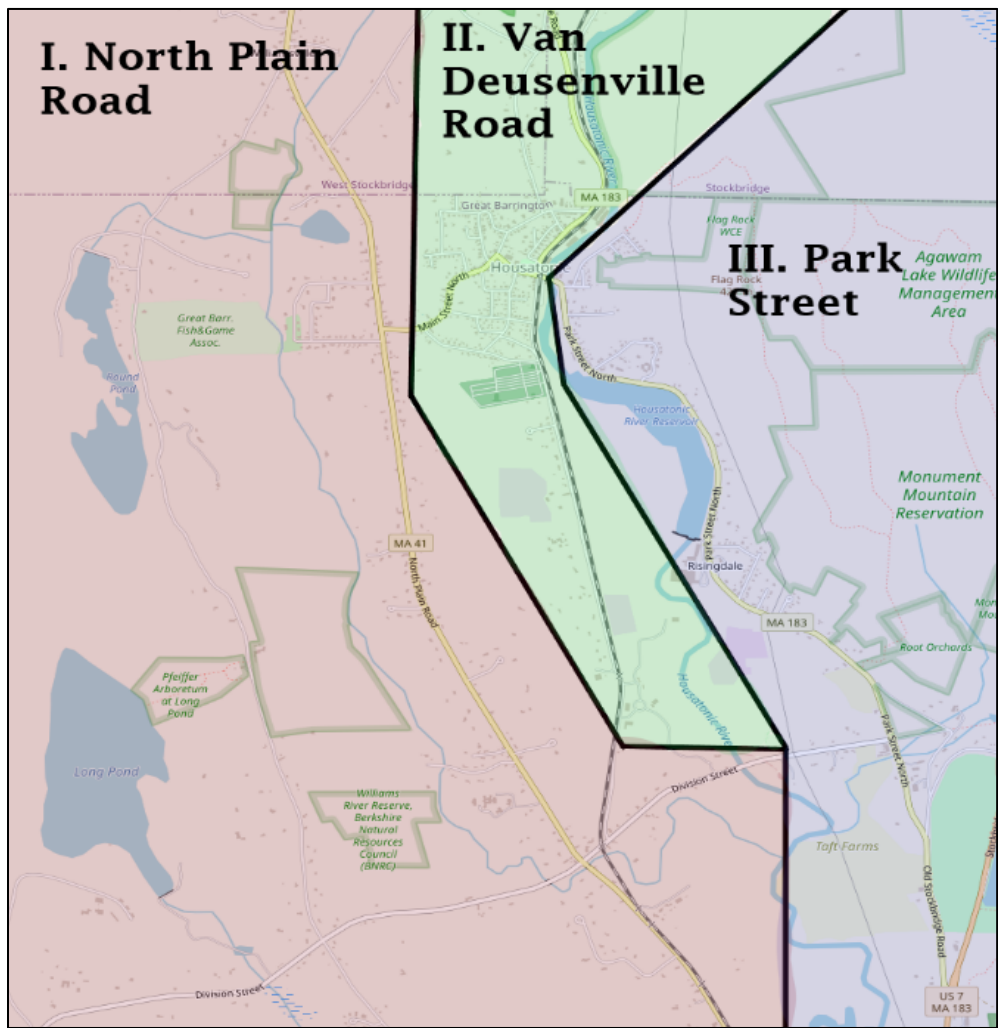 I. North Plain
Road
II. Van
Deusenville
Road
Housatonic River
West Stockbridge
MA 183
Stockbridge
Great Barrington
Flag Rock
WCE
III. Park
Street
Agawam
Lake Wildlife
Management
Area
Flag Rock
Main Street North
Great Barr.
Fish&Game
Assoc.
Park Street North
Round
Pond
Housatonic
River Reservoir
Monument
Mountain
Reservation
Park Street North
MA 41
North Plain Road
Risingdale
MA 183
Root Orchards
Pfeiffer
Arboretum
at Long
Pond
Housatonic River
Park Street North
Long Pond
Division Street
Williams
River Reserve,
Berkshire
Natural
Resources
Council
(BNRC)
Taft Farms
Old Stockbridge Road
Division Street
US 7
MA 183